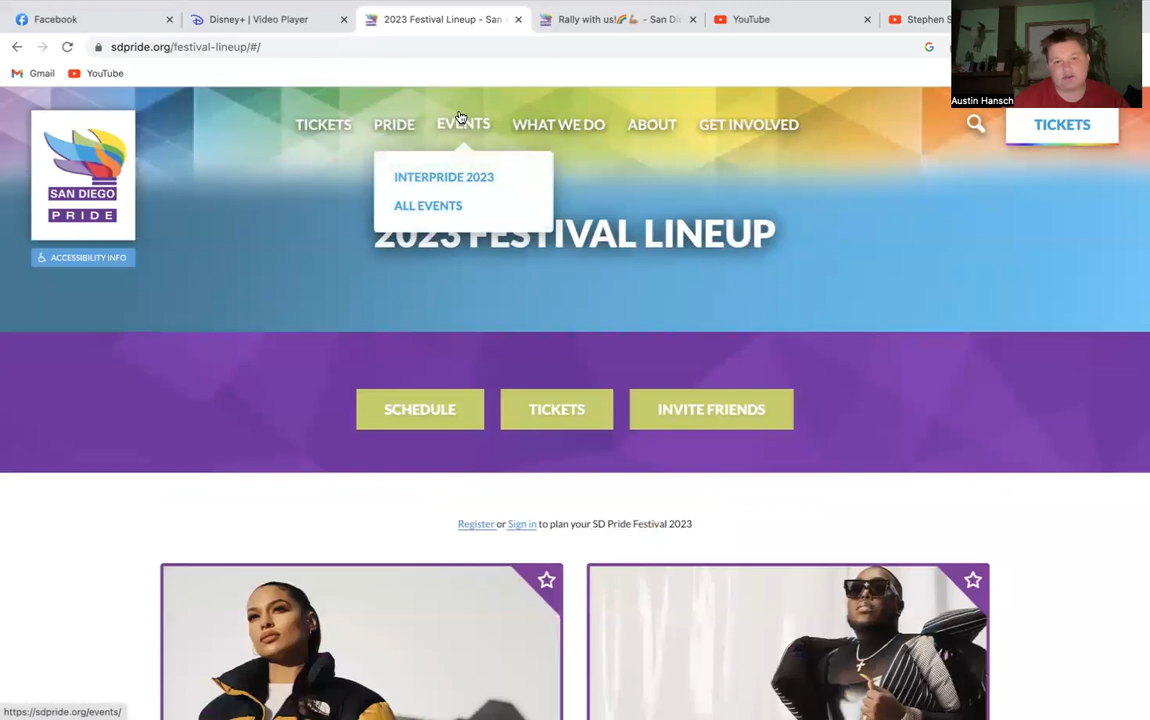 Facebook
Disney+ | Video Player
2023 Festival Lineup - San
Rally with us!🌈💪🏼 - San Di
YouTube
Stephen S
sdpride.org/festival-lineup/#/
Gmail
YouTube
Austin Hansch
TICKETS
PRIDE
EVENTS
WHAT WE DO
ABOUT
GET INVOLVED
TICKETS
SAN DIEGO
PRIDE
ACCESSIBILITY INFO
INTERPRIDE 2023
ALL EVENTS
2023 FESTIVAL LINEUP
SCHEDULE
TICKETS
INVITE FRIENDS
Register or Sign in to plan your SD Pride Festival 2023
https://sdpride.org/events/